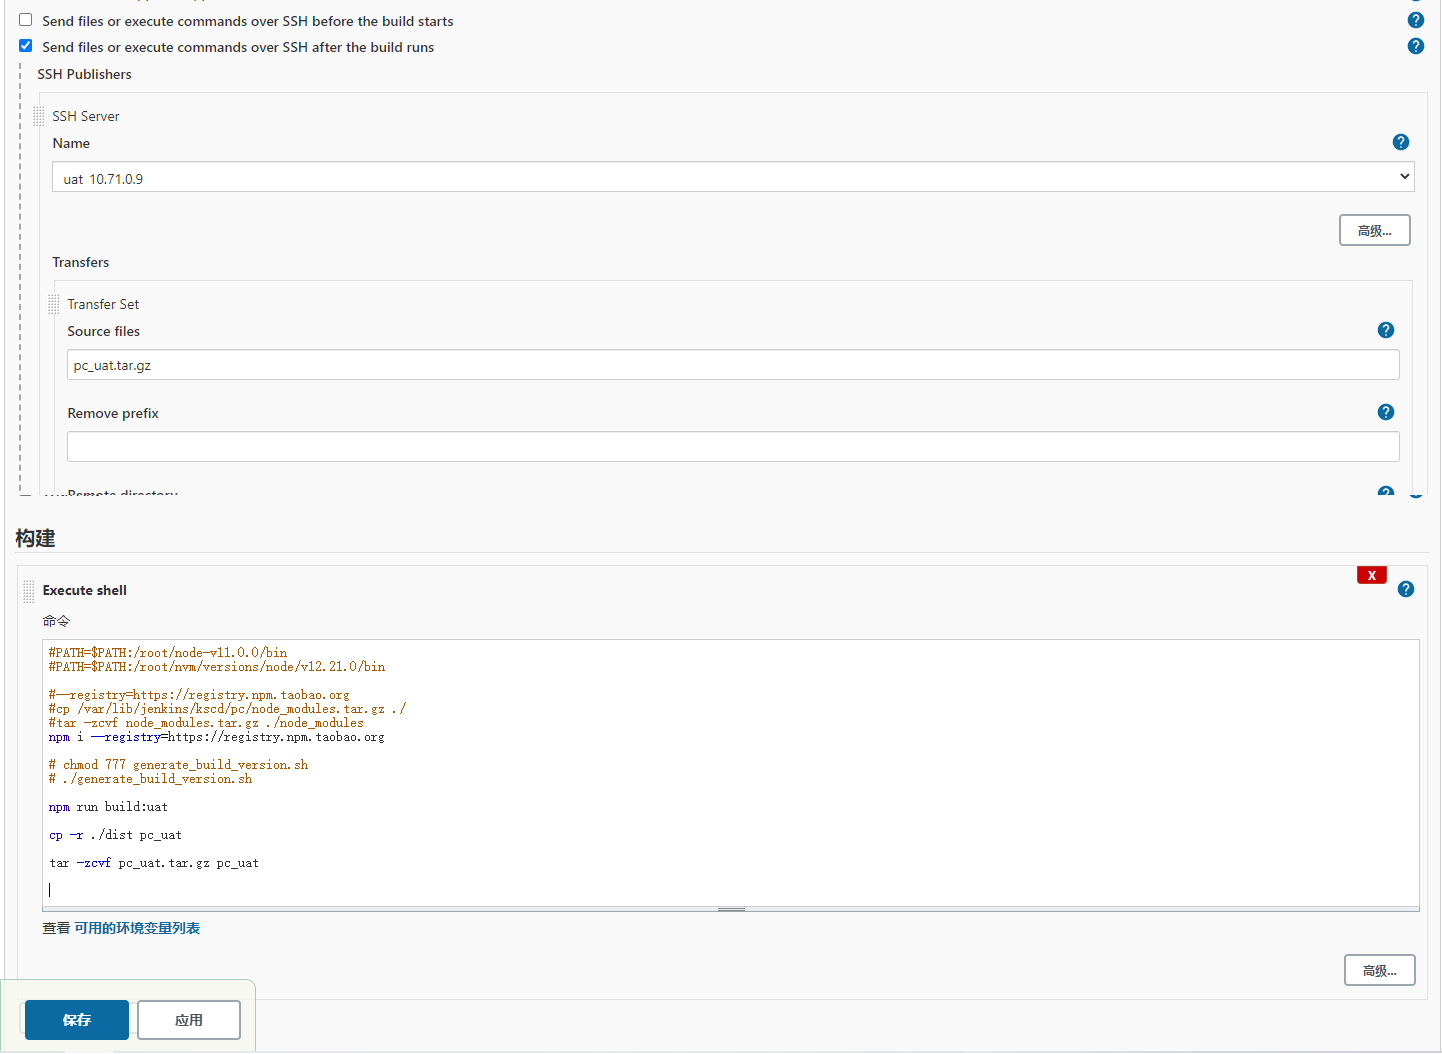 Send files or execute commands over SSH before the build starts
Send files or execute commands over SSH after the build runs
SSH Publishers
SSH Server
Name
uat 10.71.0.9
高级...
Transfers
Transfer Set
Source files
pc_uat.tar.gz
Remove prefix
Remote directory
构建
X
Execute shell
命令
#PATH=$PATH:/root/node-v11.0.0/bin
#PATH=$PATH:/root/nvm/versions/node/v12.21.0/bin
#--registry=https://registry.npm.taobao.org
#cp /var/lib/jenkins/kscd/pc/node_modules.tar.gz ./
#tar -zcvf node_modules.tar.gz ./node_modules
npm i --registry=https://registry.npm.taobao.org
# chmod 777 generate_build_version.sh
# ./generate_build_version.sh
npm run build:uat
cp -r ./dist pc_uat
tar -zcvf pc_uat.tar.gz pc_uat
查看 可用的环境变量列表
高级...
保存 应用